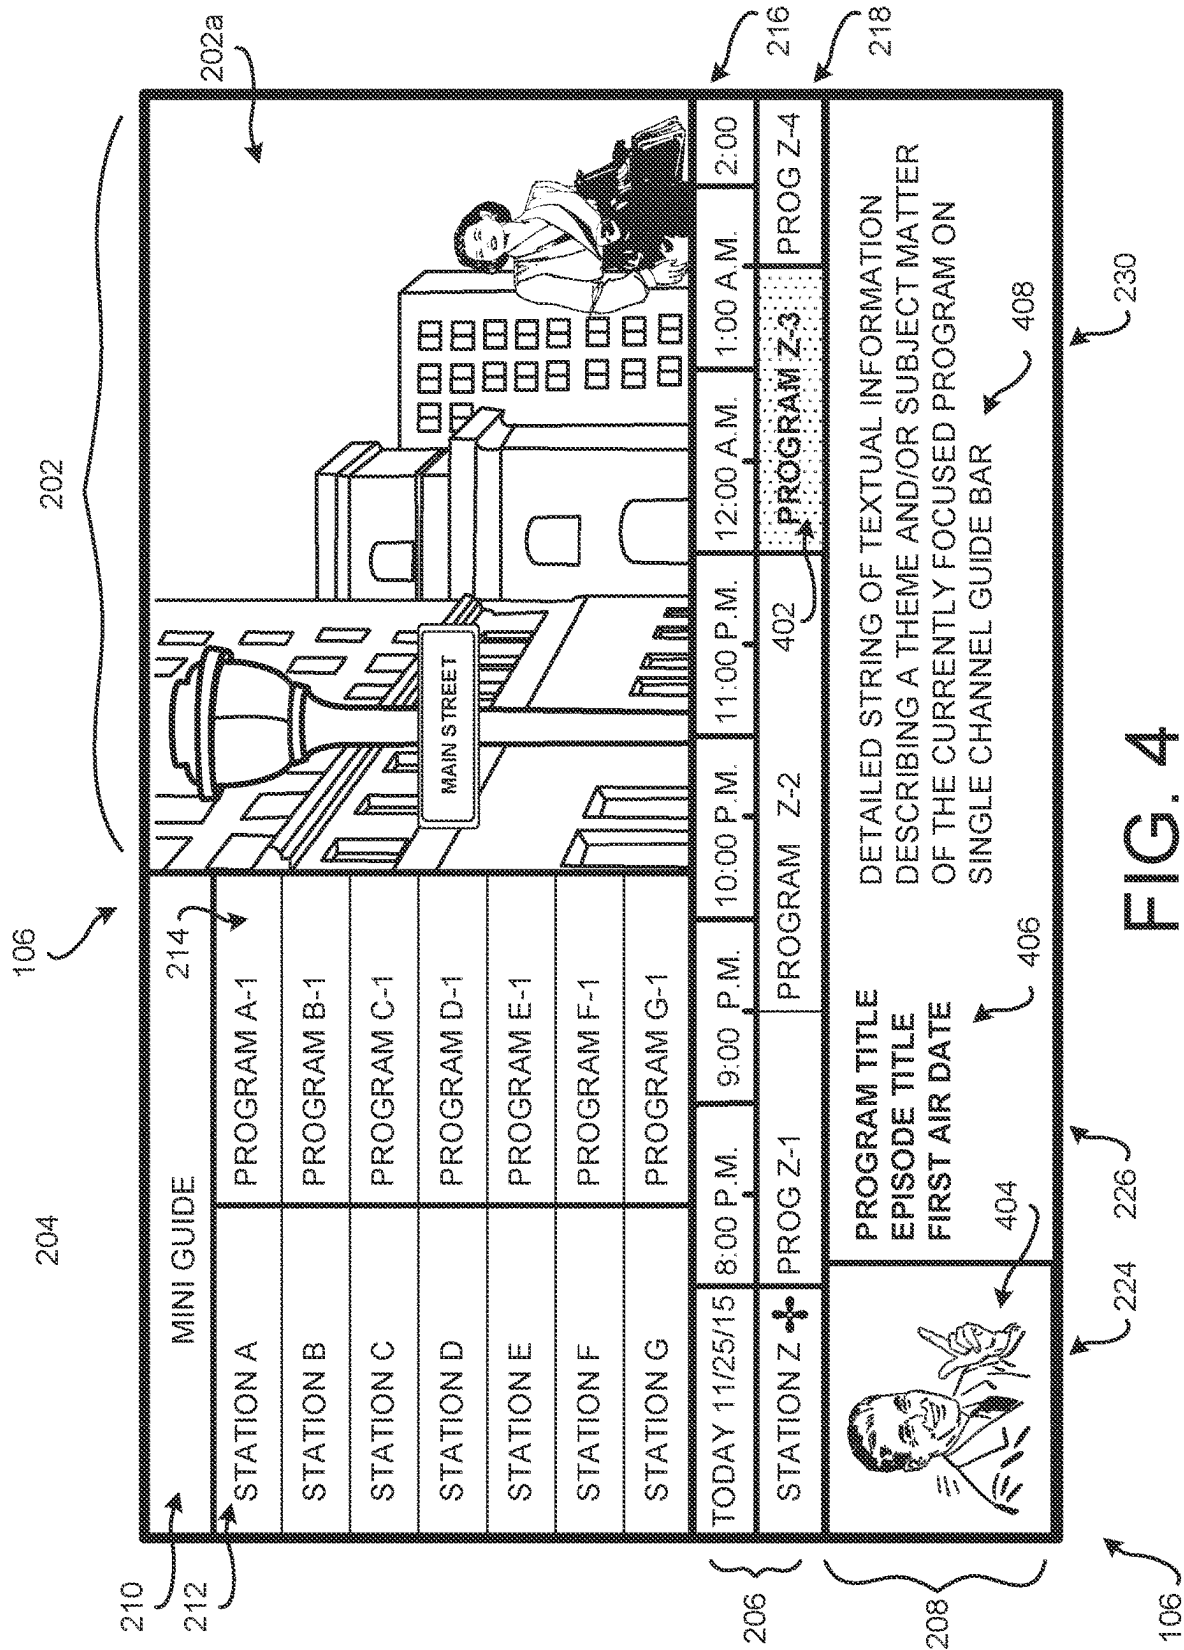 106
204
202
202a
210
MINI GUIDE
214
212
STATION A PROGRAM A-1
STATION B PROGRAM B-1
STATION C PROGRAM C-1
STATION D PROGRAM D-1
STATION E PROGRAM E-1
STATION F PROGRAM F-1
STATION G PROGRAM G-1
MAIN STREET
206
TODAY 11/25/15 8:00 P.M. 9:00 P.M. 10:00 P.M. 11:00 P.M. 12:00 A.M. 1:00 A.M. 2:00
216
STATION Z PROG Z-1 PROGRAM Z-2 PROGRAM Z-3 PROG Z-4
218
402
208
PROGRAM TITLE
EPISODE TITLE
FIRST AIR DATE
DETAILED STRING OF TEXTUAL INFORMATION
DESCRIBING A THEME AND/OR SUBJECT MATTER
OF THE CURRENTLY FOCUSED PROGRAM ON
SINGLE CHANNEL GUIDE BAR
404
406
408
106
224
226
230
FIG. 4